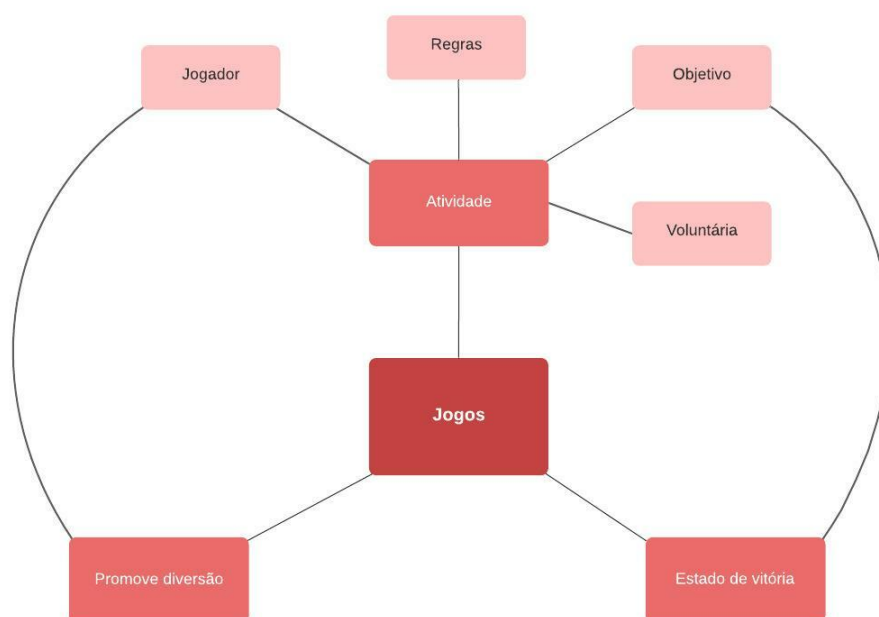 Regras
Jogador
Objetivo
Atividade
Voluntária
Jogos
Promove diversão
Estado de vitória